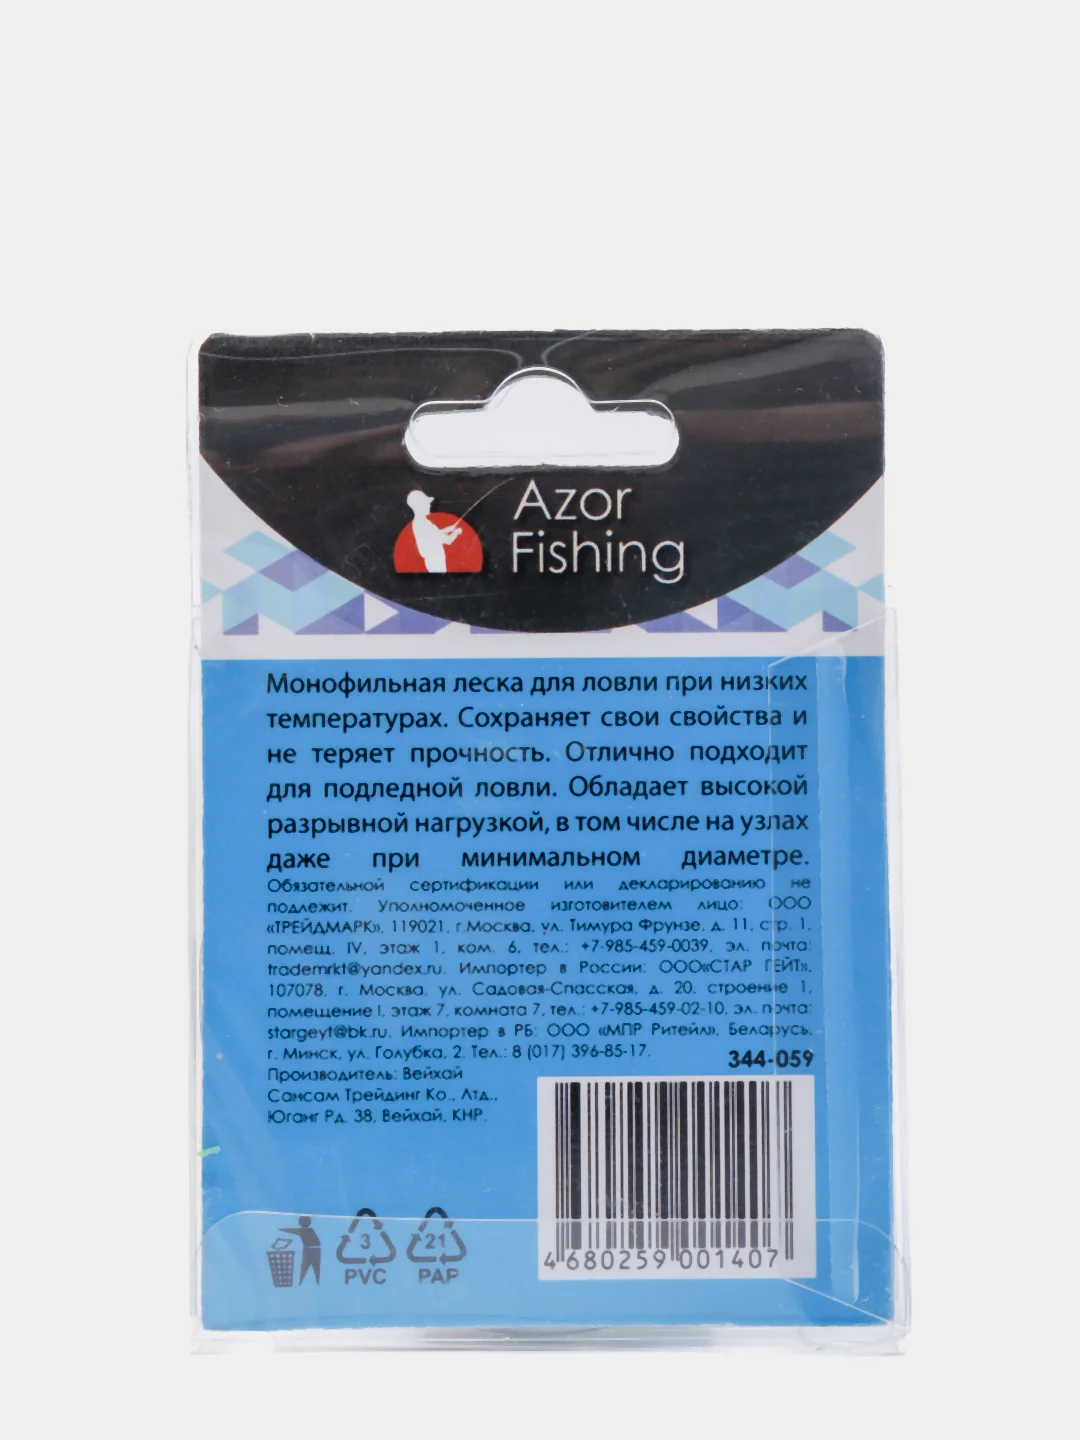 Azor
Fishing
Монофильная леска для ловли при низких
температурах. Сохраняет свои свойства и
не теряет прочность. Отлично подходит
для подледной ловли. Обладает высокой
разрывной нагрузкой, в том числе на узлах
даже при минимальном диаметре.
Обязательной сертификации или декларированию не
подлежит. Уполномоченное изготовителем лицо: ООО
«ТРЕЙДМАРК», 119021, г.Москва, ул. Тимура Фрунзе, д. 11, стр. 1,
помещ. IV, этаж 1, ком. 6, тел.: +7-985-459-0039, эл. почта:
trademrkt@yandex.ru. Импортер в России: ООО«СТАР ГЕЙТ»,
107078, г. Москва, ул. Садовая-Спасская, д. 20, строение 1,
помещение I, этаж 7, комната 7, тел.: +7-985-459-02-10, эл. почта:
stargeyt@bk.ru. Импортер в РБ: ООО «МПР Ритейл», Беларусь,
г. Минск, ул. Голубка, 2. Тел.: 8 (017) 396-85-17.
344-059
Производитель: Вейхай
Сансам Трейдинг Ко., Лтд.,
Юганг Рд. 38, Вейхай, КНР.
3
PVC
21
PAP
4 680259 001407